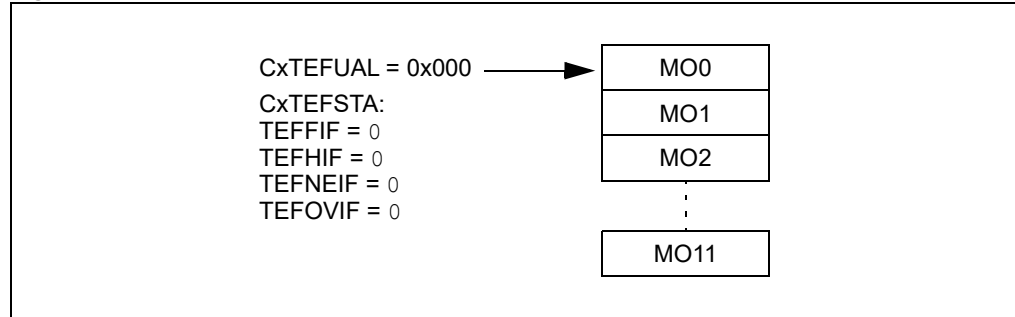 CxTEFUAL = 0x000
CxTEFSTA:
TEFFIF = 0
TEFHIF = 0
TEFNEIF = 0
TEFOVIF = 0
MO0
MO1
MO2
MO11